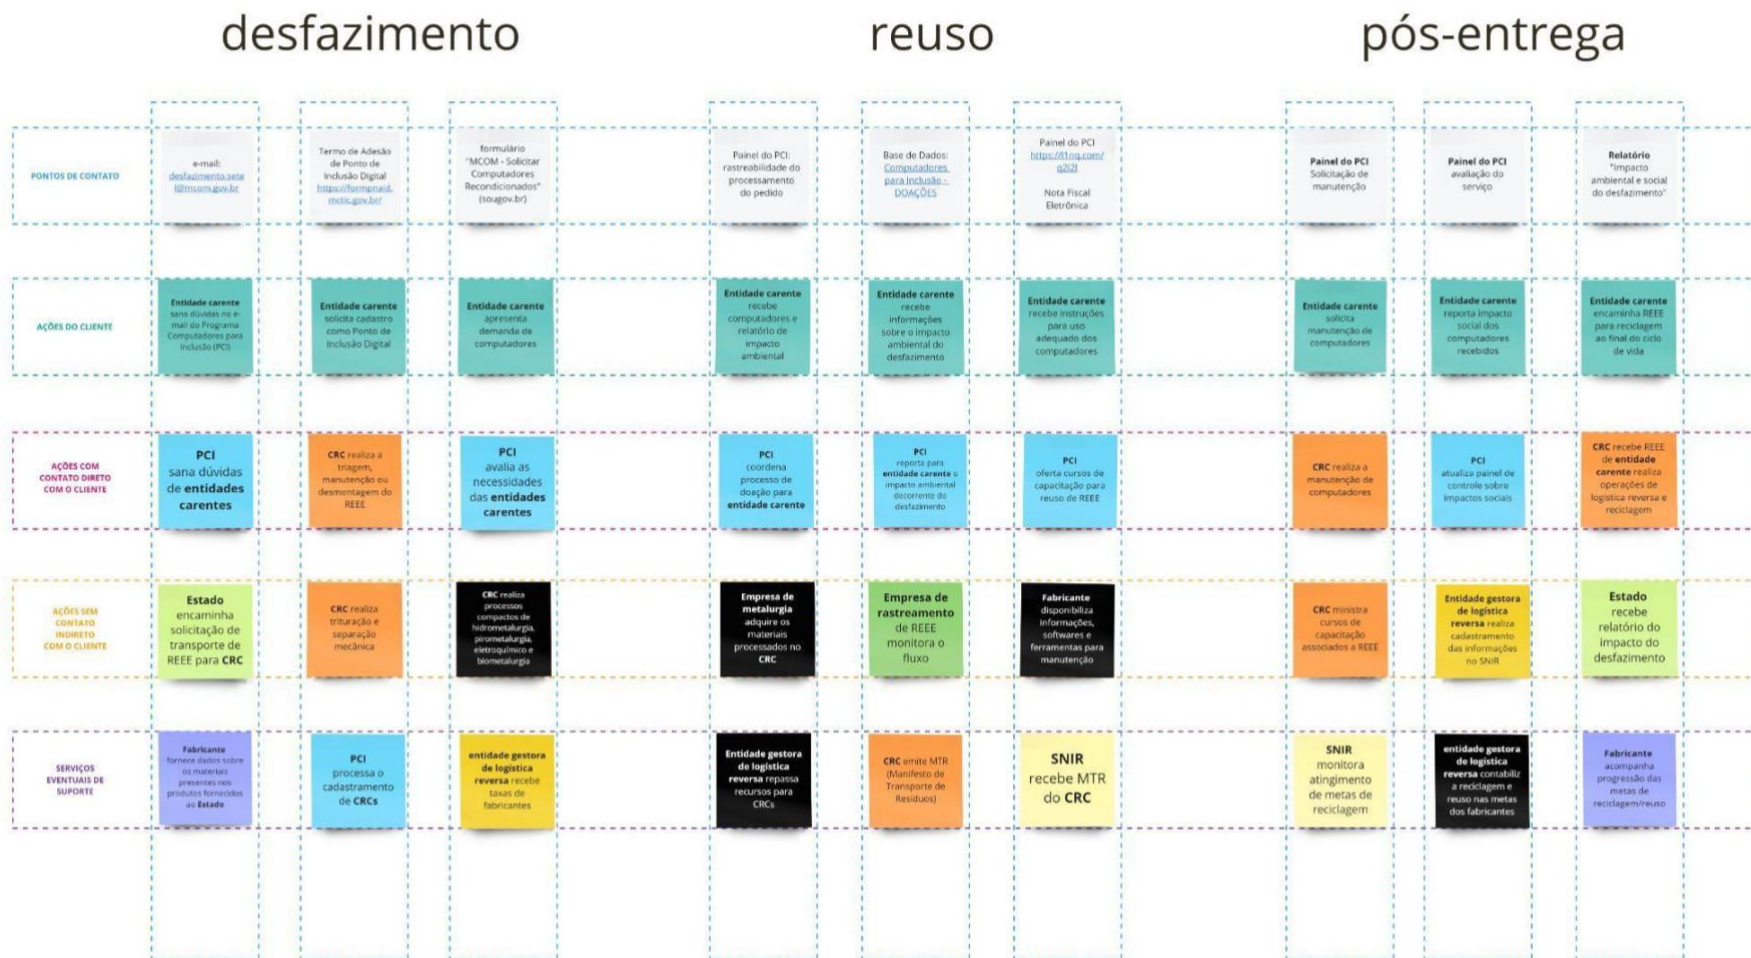 desfazimento
reuso
pós-entrega
PONTOS DE CONTATO
e-mail:
desfazimento.sete
l@mcom.gov.br
Termo de Adesão
de Ponto de
Inclusão Digital
https://formpnaid.
mctic.gov.br/
formulário
"MCOM - Solicitar
Computadores
Recondicionados"
(sougov.br)
Painel do PCI:
rastreabilidade do
processamento
do pedido
Base de Dados:
Computadores
para Inclusão -
DOAÇÕES
Painel do PCI
https://l1nq.com/
Nota Fiscal
Eletrônica
Painel do PCI
Solicitação de
manutenção
Painel do PCI
avaliação do
serviço
Relatório
"Impacto
ambiental e social
do desfazimento"
AÇÕES DO CLIENTE
Entidade carente
sana dúvidas no e-
mail do Programa
Computadores para
Inclusão (PCI)
Entidade carente
solicita cadastro
como Ponto de
Inclusão Digital
Entidade carente
apresenta
demanda de
computadores
Entidade carente
recebe
computadores e
relatório de
impacto
ambiental
Entidade carente
recebe
informações
sobre o impacto
ambiental do
desfazimento
Entidade carente
recebe instruções
para uso
adequado dos
computadores
Entidade carente
solicita
manutenção de
computadores
Entidade carente
reporta impacto
social dos
computadores
recebidos
Entidade carente
encaminha REEE
para reciclagem
ao final do ciclo
de vida
AÇÕES COM
CONTATO DIRETO
COM O CLIENTE
PCI
sana dúvidas
de entidades
carentes
CRC realiza a
triagem,
manutenção ou
desmontagem do
REEE
PCI
avalia as
necessidades
das entidades
carentes
PCI
coordena
processo de
doação para
entidade carente
PCI
reporta para
entidade carente o
impacto ambiental
decorrente do
desfazimento
PCI
oferta cursos de
capacitação para
reuso de REEE
CRC realiza a
manutenção de
computadores
PCI
atualiza painel de
controle sobre
impactos sociais
CRC recebe REEE
de entidade
carente realiza
operações de
logística reversa e
reciclagem
AÇÕES SEM
CONTATO
INDIRETO
COM O CLIENTE
Estado
encaminha
solicitação de
transporte de
REEE para CRC
CRC realiza
trituração e
separação
mecânica
CRC realiza
processos
compactos de
hidrometalurgia,
pirometalurgia,
eletroquímico e
biometalurgia
Empresa de
metalurgia
adquire os
materiais
processados no
CRC
Empresa de
rastreamento
de REEE
monitora o
fluxo
Fabricante
disponibiliza
informações,
softwares e
ferramentas para
manutenção
CRC ministra
cursos de
capacitação
associados a REEE
Entidade gestora
de logística
reversa realiza
cadastramento
das informações
no SNIR
Estado
recebe
relatório do
impacto do
desfazimento
SERVIÇOS
EVENTUAIS DE
SUPORTE
Fabricante
fornece dados sobre
os materiais
presentes nos
produtos fornecidos
ao Estado
PCI
processa o
cadastramento
de CRCs
entidade gestora
de logística
reversa recebe
taxas de
fabricantes
Entidade gestora
de logística
reversa repassa
recursos para
CRCs
CRC emite MTR
(Manifesto de
Transporte de
Resíduos)
SNIR
recebe MTR
do CRC
SNIR
monitora
atingimento
de metas de
reciclagem
entidade gestora
de logística
reversa contabiliz
a reciclagem e
reuso nas metas
dos fabricantes
Fabricante
acompanha
progressão das
metas de
reciclagem/reuso